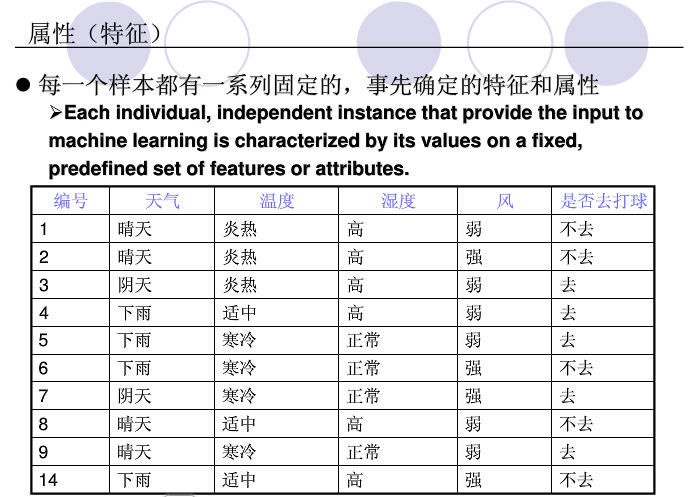 属性（特征）
● 每一个样本都有一系列固定的，事先确定的特征和属性
➢Each individual, independent instance that provide the input to
machine learning is characterized by its values on a fixed,
predefined set of features or attributes.
编号 天气 温度 湿度 风 是否去打球
1 晴天 炎热 高 弱 不去
2 晴天 炎热 高 强 不去
3 阴天 炎热 高 弱 去
4 下雨 适中 高 弱 去
5 下雨 寒冷 正常 弱 去
6 下雨 寒冷 正常 强 不去
7 阴天 寒冷 正常 强 去
8 晴天 适中 高 弱 不去
9 晴天 寒冷 正常 弱 去
14 下雨 适中 高 强 不去